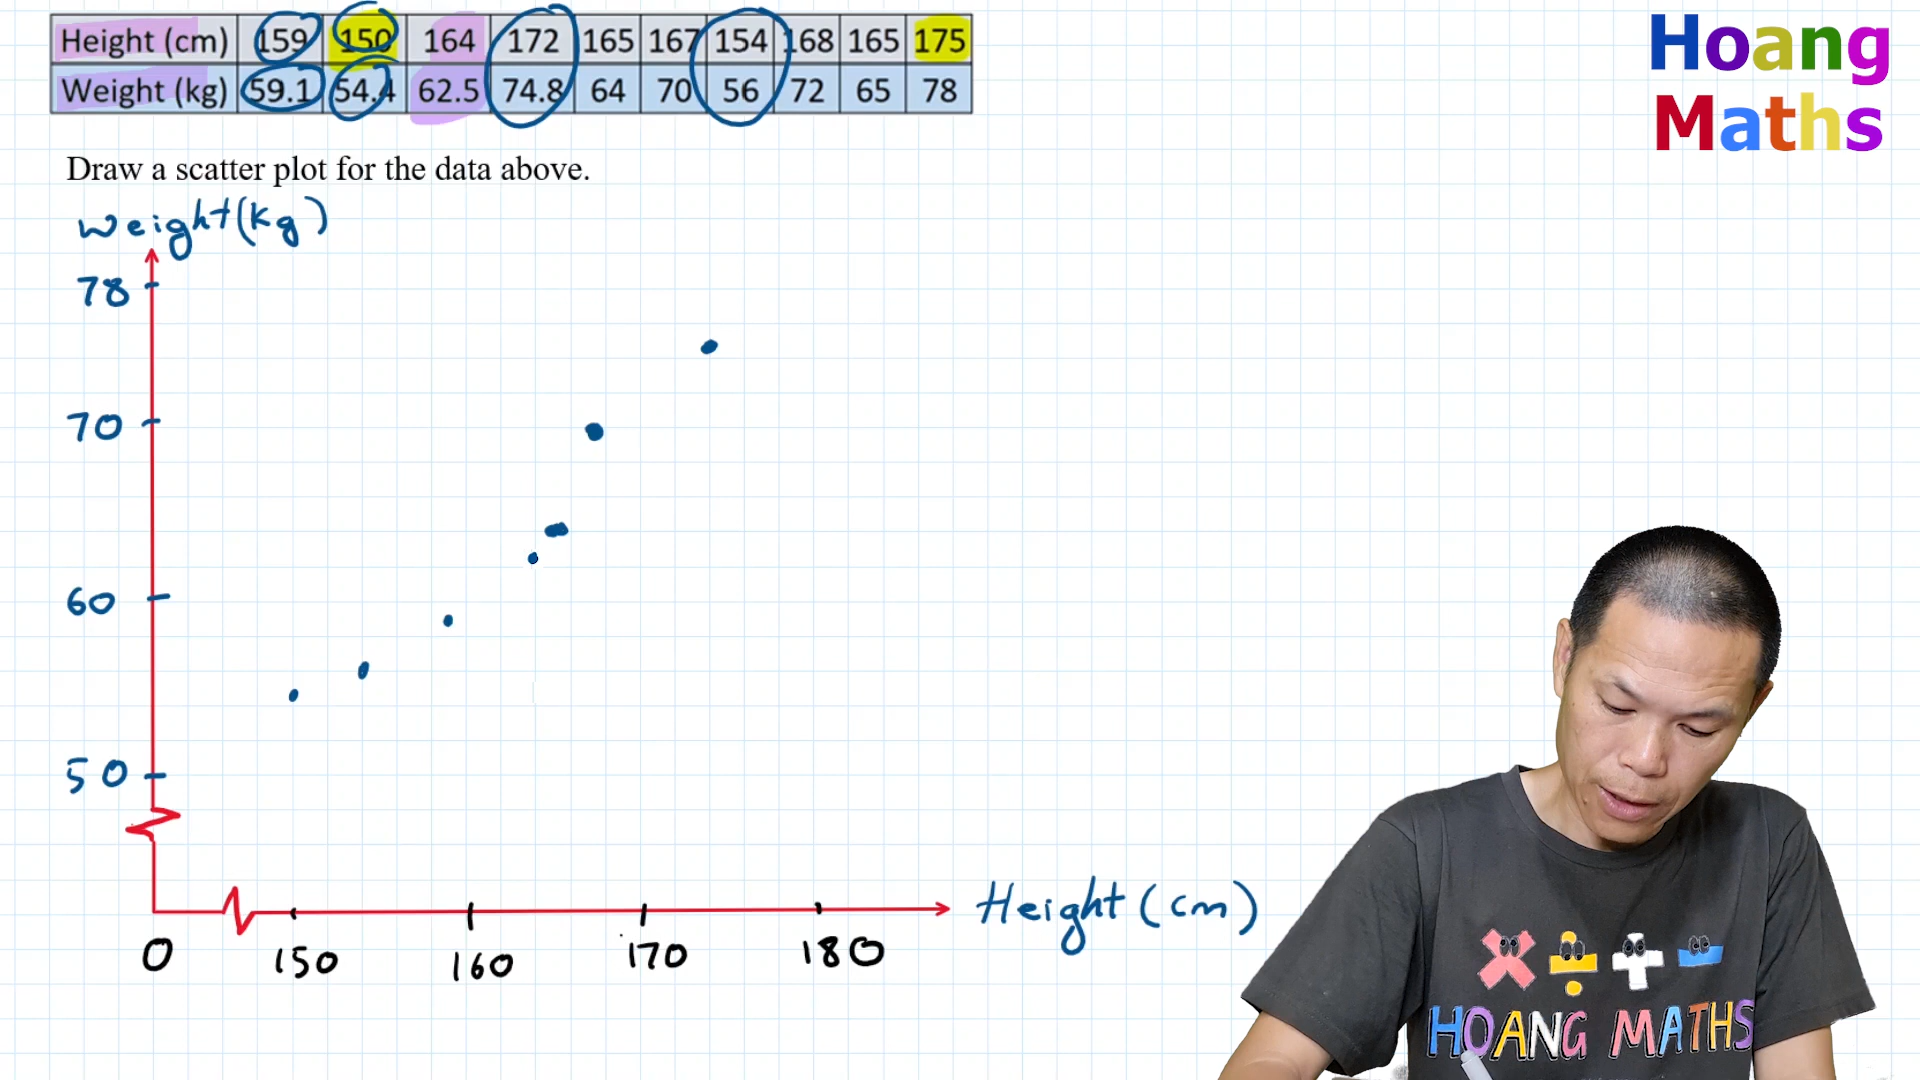 Height (cm) 159 150 164 172 165 167 154 168 165 175
Weight (kg) 59.1 54.4 62.5 74.8 64 70 56 72 65 78
Hoang
Maths
Draw a scatter plot for the data above.
Weight(kg)
78
70
60
50
0 150 160 170 180
Height (cm)
HOANG MATHS